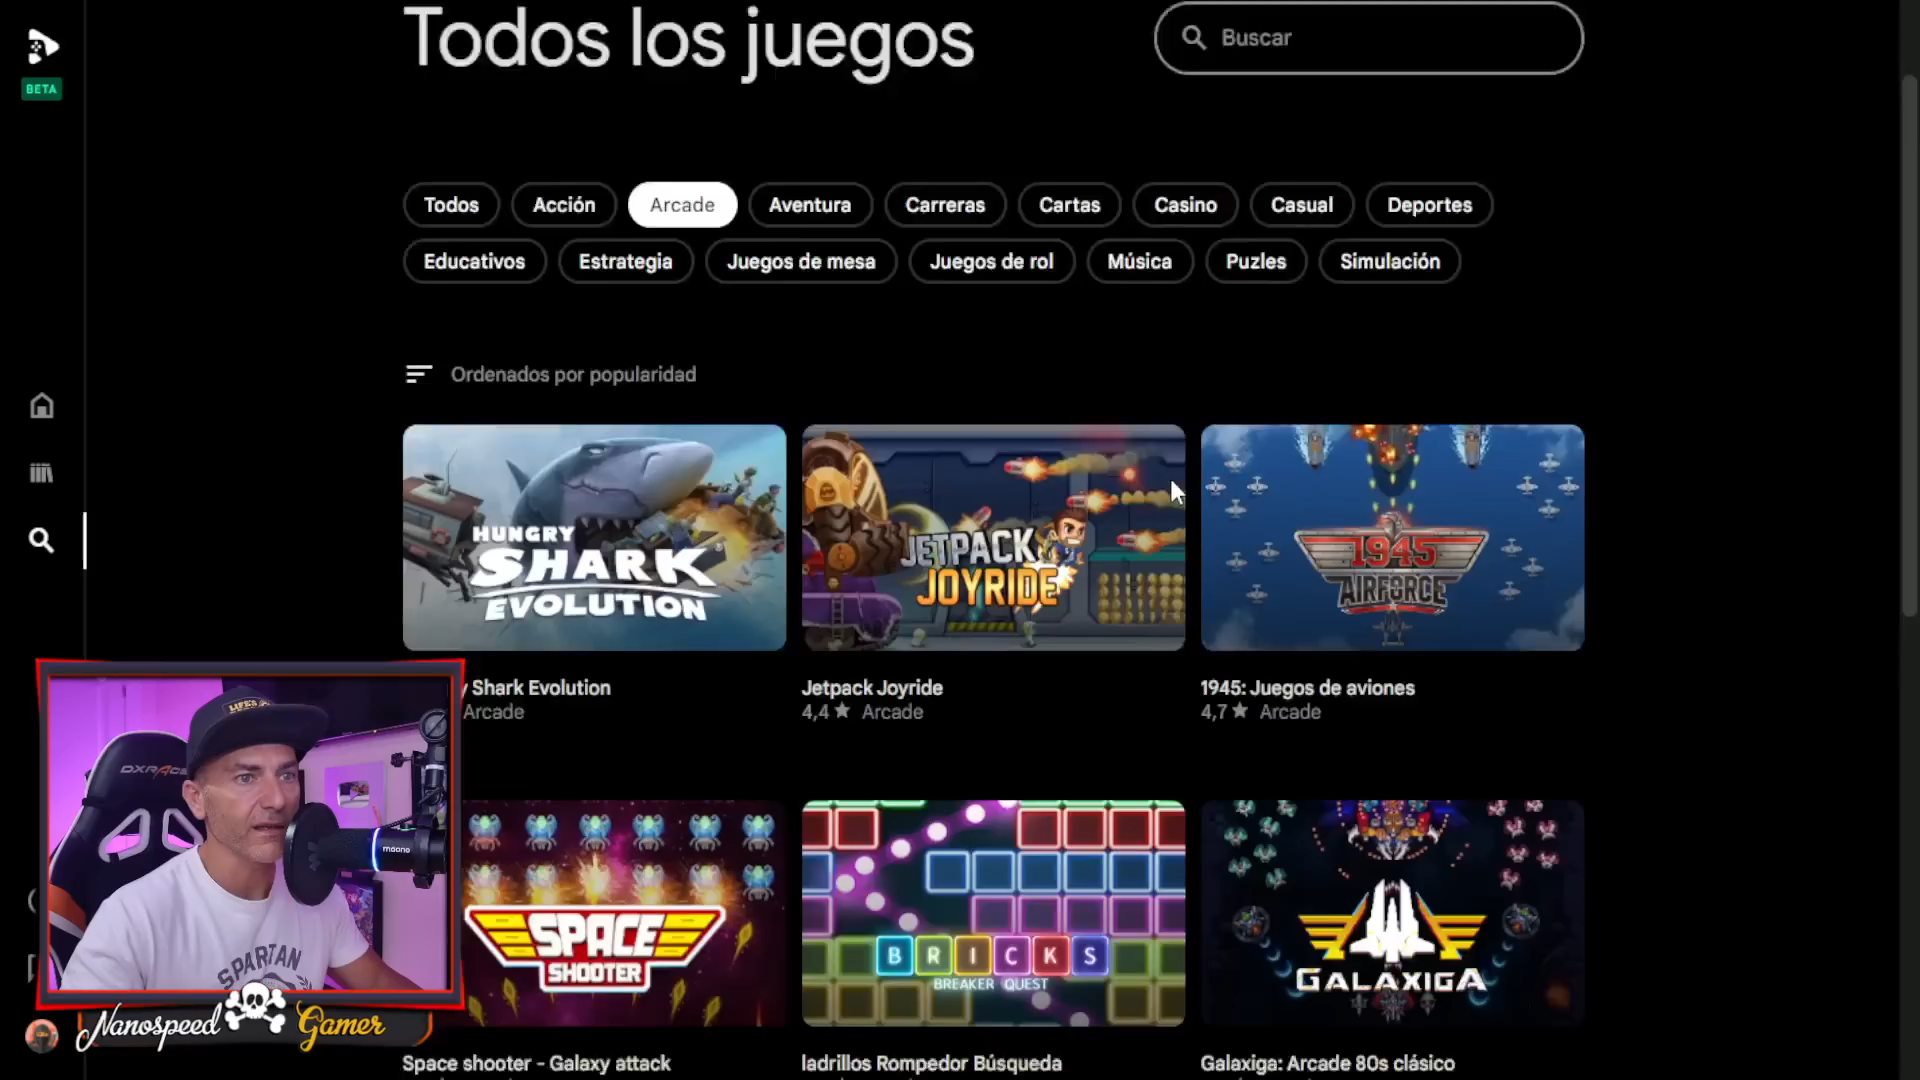 Todos los juegos
Buscar
BETA
Todos
Acción
Arcade
Aventura
Carreras
Cartas
Casino
Casual
Deportes
Educativos
Estrategia
Juegos de mesa
Juegos de rol
Música
Puzles
Simulación
Ordenados por popularidad
HUNGRY
SHARK
EVOLUTION
JETPACK
JOYRIDE
1945
AIRFORCE
Shark Evolution
Arcade
Jetpack Joyride
4,4 ★ Arcade
1945: Juegos de aviones
4,7 ★ Arcade
SPACE
SHOOTER
BRICKS
BREAKER QUEST
GALAXIGA
Space shooter - Galaxy attack
ladrillos Rompedor Búsqueda
Galaxiga: Arcade 80s clásico
maono
SPARTAN
Nanospeed Gamer